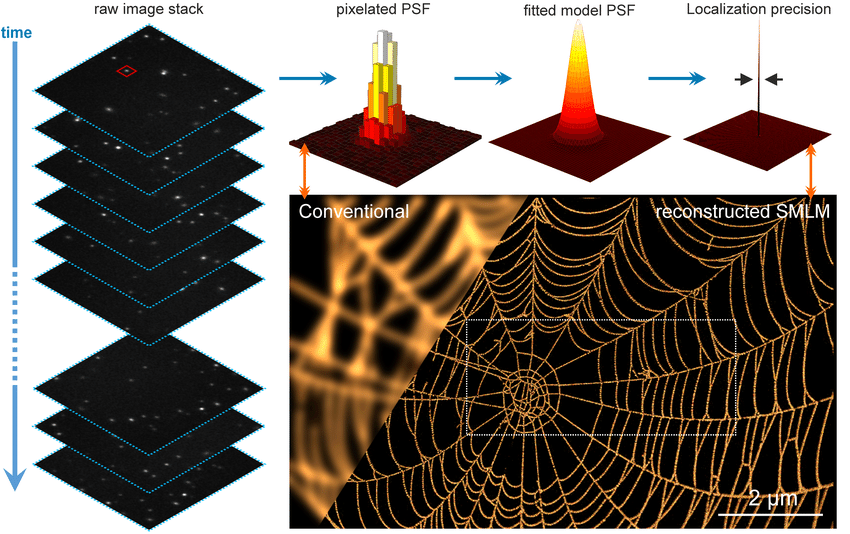 raw image stack
pixelated PSF
fitted model PSF
Localization precision
time
Conventional
reconstructed SMLM
2 μm